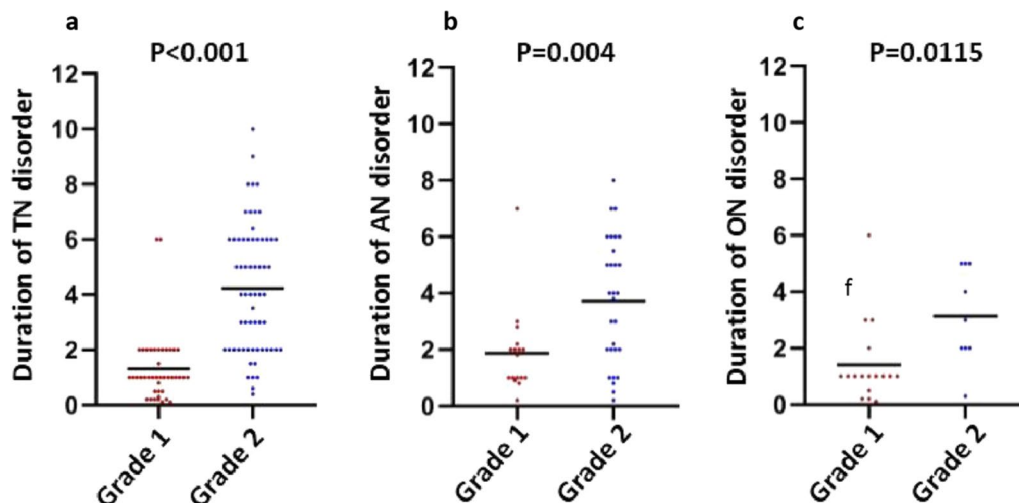 a
P<0.001
Duration of TN disorder
12
10
8
6
4
2
0
Grade 1
Grade 2
b
P=0.004
Duration of AN disorder
12
10
8
6
4
2
0
Grade 1
Grade 2
c
P=0.0115
Duration of ON disorder
12
10
8
6
4
2
0
f
Grade 1
Grade 2